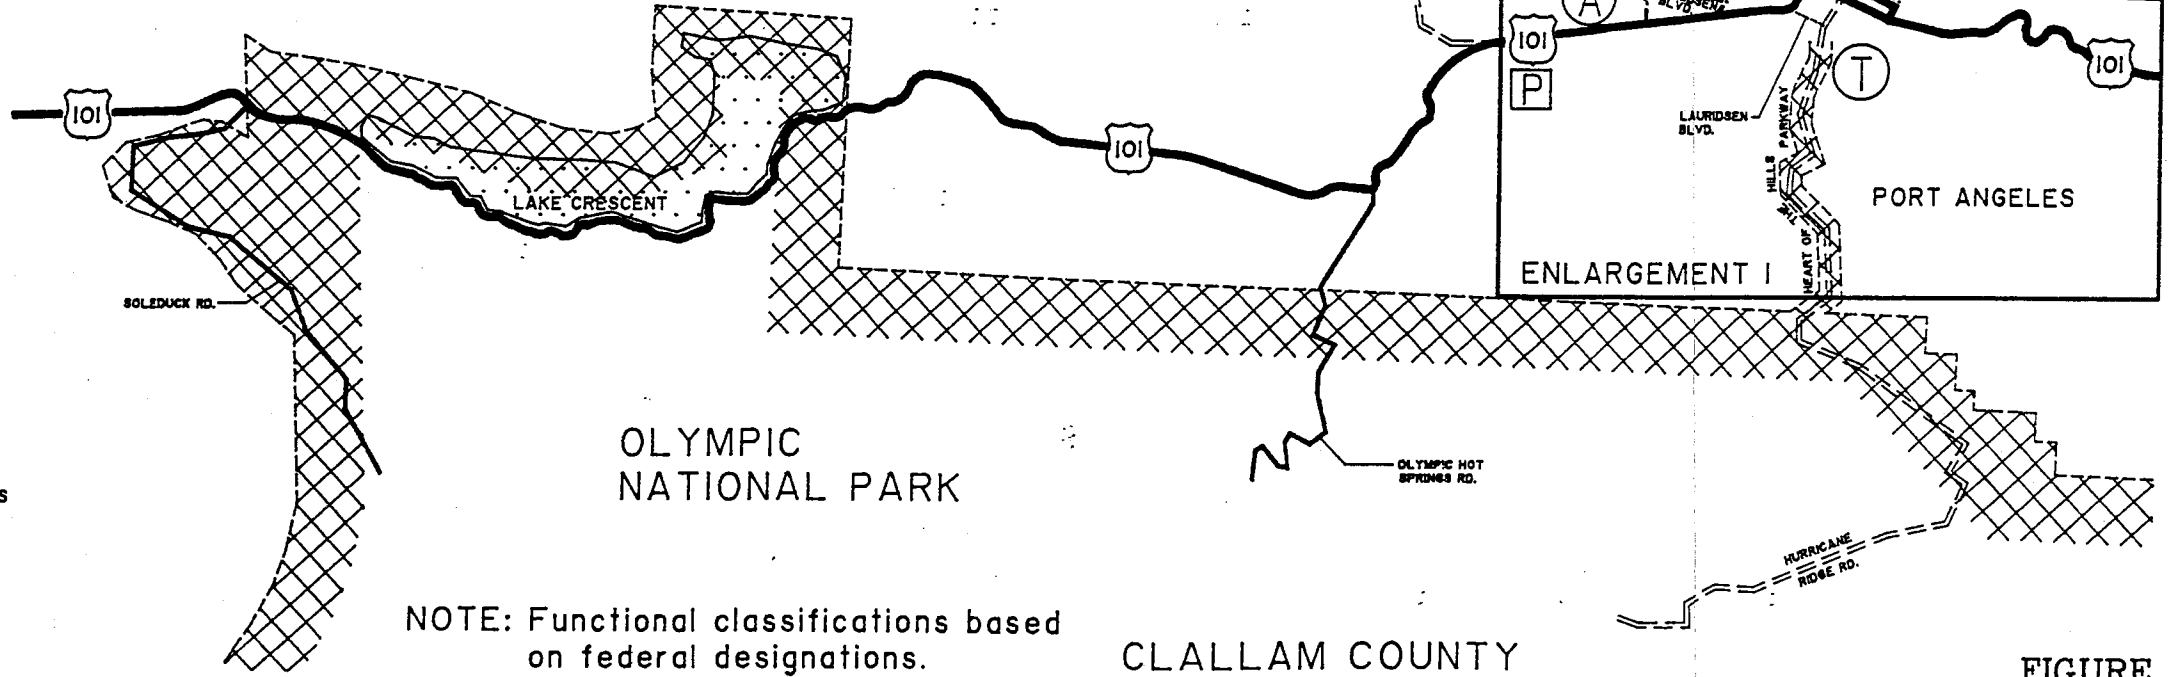 BLVD.
A
101
P
101
T
101
101
LAURIDSEN
BLVD.
HEART OF
THE
HILLS
PARKWAY
PORT ANGELES
ENLARGEMENT I
LAKE CRESCENT
SOLEDUCK RD.
OLYMPIC
NATIONAL PARK
OLYMPIC HOT
SPRINGS RD.
HURRICANE
RIDGE RD.
NOTE: Functional classifications based
on federal designations.
CLALLAM COUNTY
FIGURE